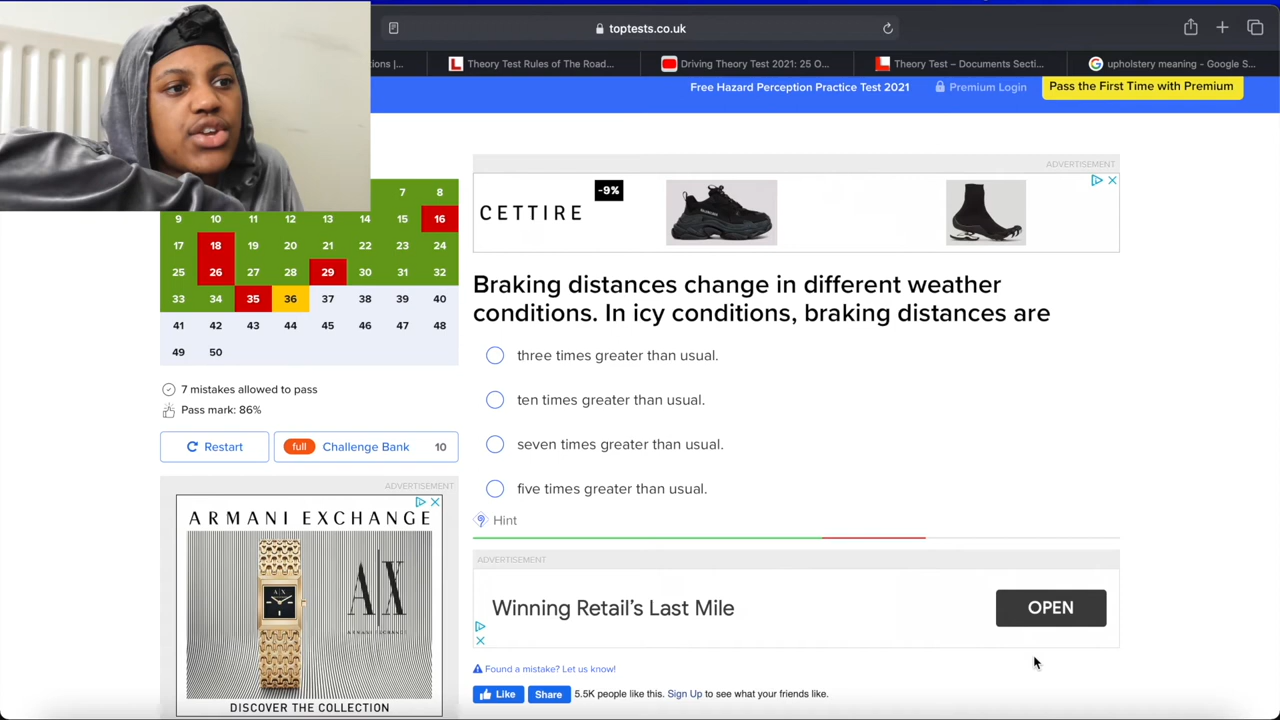 toptests.co.uk
ions |...
Theory Test Rules of The Road...
Driving Theory Test 2021: 25 O...
Theory Test – Documents Secti...
upholstery meaning - Google S...
Free Hazard Perception Practice Test 2021
Premium Login
Pass the First Time with Premium
ADVERTISEMENT
-9%
CETTIRE
7 8
9 10 11 12 13 14 15 16
17 18 19 20 21 22 23 24
25 26 27 28 29 30 31 32
33 34 35 36 37 38 39 40
41 42 43 44 45 46 47 48
49 50
7 mistakes allowed to pass
Pass mark: 86%
Restart
full Challenge Bank 10
ADVERTISEMENT
ARMANI EXCHANGE
A|X
ARMANI EXCHANGE
DISCOVER THE COLLECTION
Braking distances change in different weather
conditions. In icy conditions, braking distances are
three times greater than usual.
ten times greater than usual.
seven times greater than usual.
five times greater than usual.
Hint
ADVERTISEMENT
Winning Retail's Last Mile
OPEN
Found a mistake? Let us know!
Like Share 5.5K people like this. Sign Up to see what your friends like.